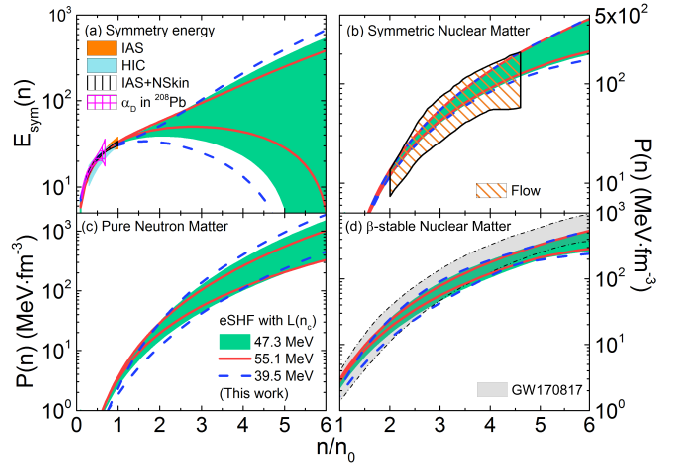 (a) Symmetry energy
IAS
HIC
IAS+NSkin
α_D in ²⁰⁸Pb
E_sym(n)
10³
10²
10¹
(b) Symmetric Nuclear Matter
Flow
5x10²
10²
10¹
P(n) (MeV·fm⁻³)
(c) Pure Neutron Matter
eSHF with L(n_c)
47.3 MeV
55.1 MeV
39.5 MeV
(This work)
P(n) (MeV·fm⁻³)
10³
10²
10¹
10⁰
0 1 2 3 4 5 6
(d) β-stable Nuclear Matter
GW170817
10³
10²
10¹
10⁰
1 2 3 4 5 6
n/n₀